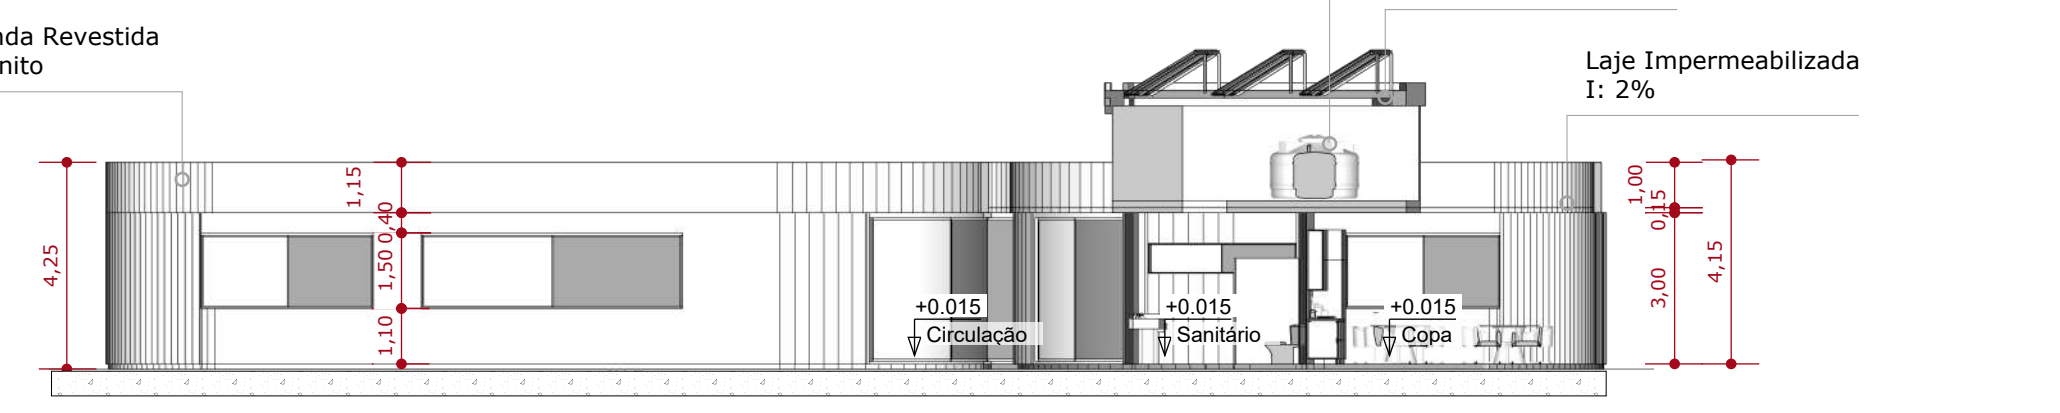 nda Revestida
nito
Laje Impermeabilizada
I: 2%
4,25
1,15
0,40
1,50
1,10
+0.015
Circulação
+0.015
Sanitário
+0.015
Copa
1,00
0,15
3,00
4,15